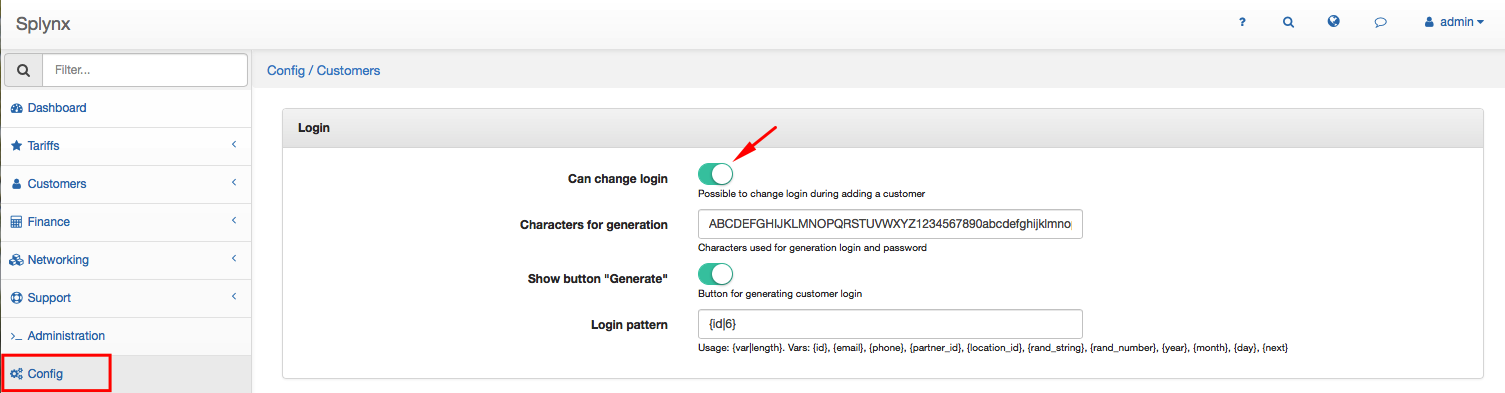 Splynx
? admin
Filter...
Config / Customers
Dashboard
Tariffs
Customers
Finance
Networking
Support
Administration
Config
Login
Can change login
Possible to change login during adding a customer
Characters for generation
ABCDEFGHIJKLMNOPQRSTUVWXYZ1234567890abcdefghijklmno
Characters used for generation login and password
Show button "Generate"
Button for generating customer login
Login pattern
{id|6}
Usage: {var|length}. Vars: {id}, {email}, {phone}, {partner_id}, {location_id}, {rand_string}, {rand_number}, {year}, {month}, {day}, {next}